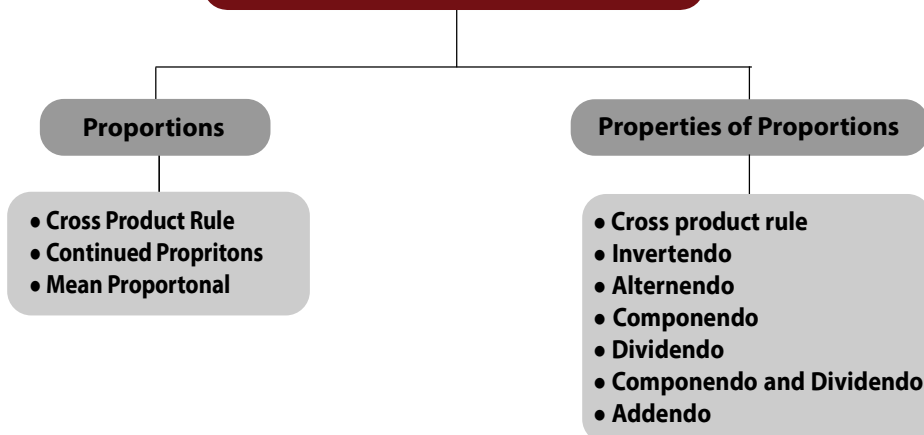 Proportions
• Cross Product Rule
• Continued Propritons
• Mean Proportonal
Properties of Proportions
• Cross product rule
• Invertendo
• Alternendo
• Componendo
• Dividendo
• Componendo and Dividendo
• Addendo